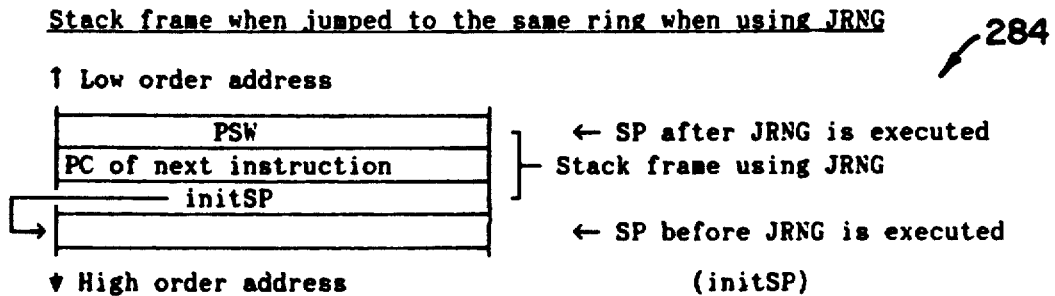 Stack frame when jumped to the same ring when using JRNG
284
↑ Low order address
PSW ← SP after JRNG is executed
PC of next instruction Stack frame using JRNG
initSP
← SP before JRNG is executed
↓ High order address (initSP)